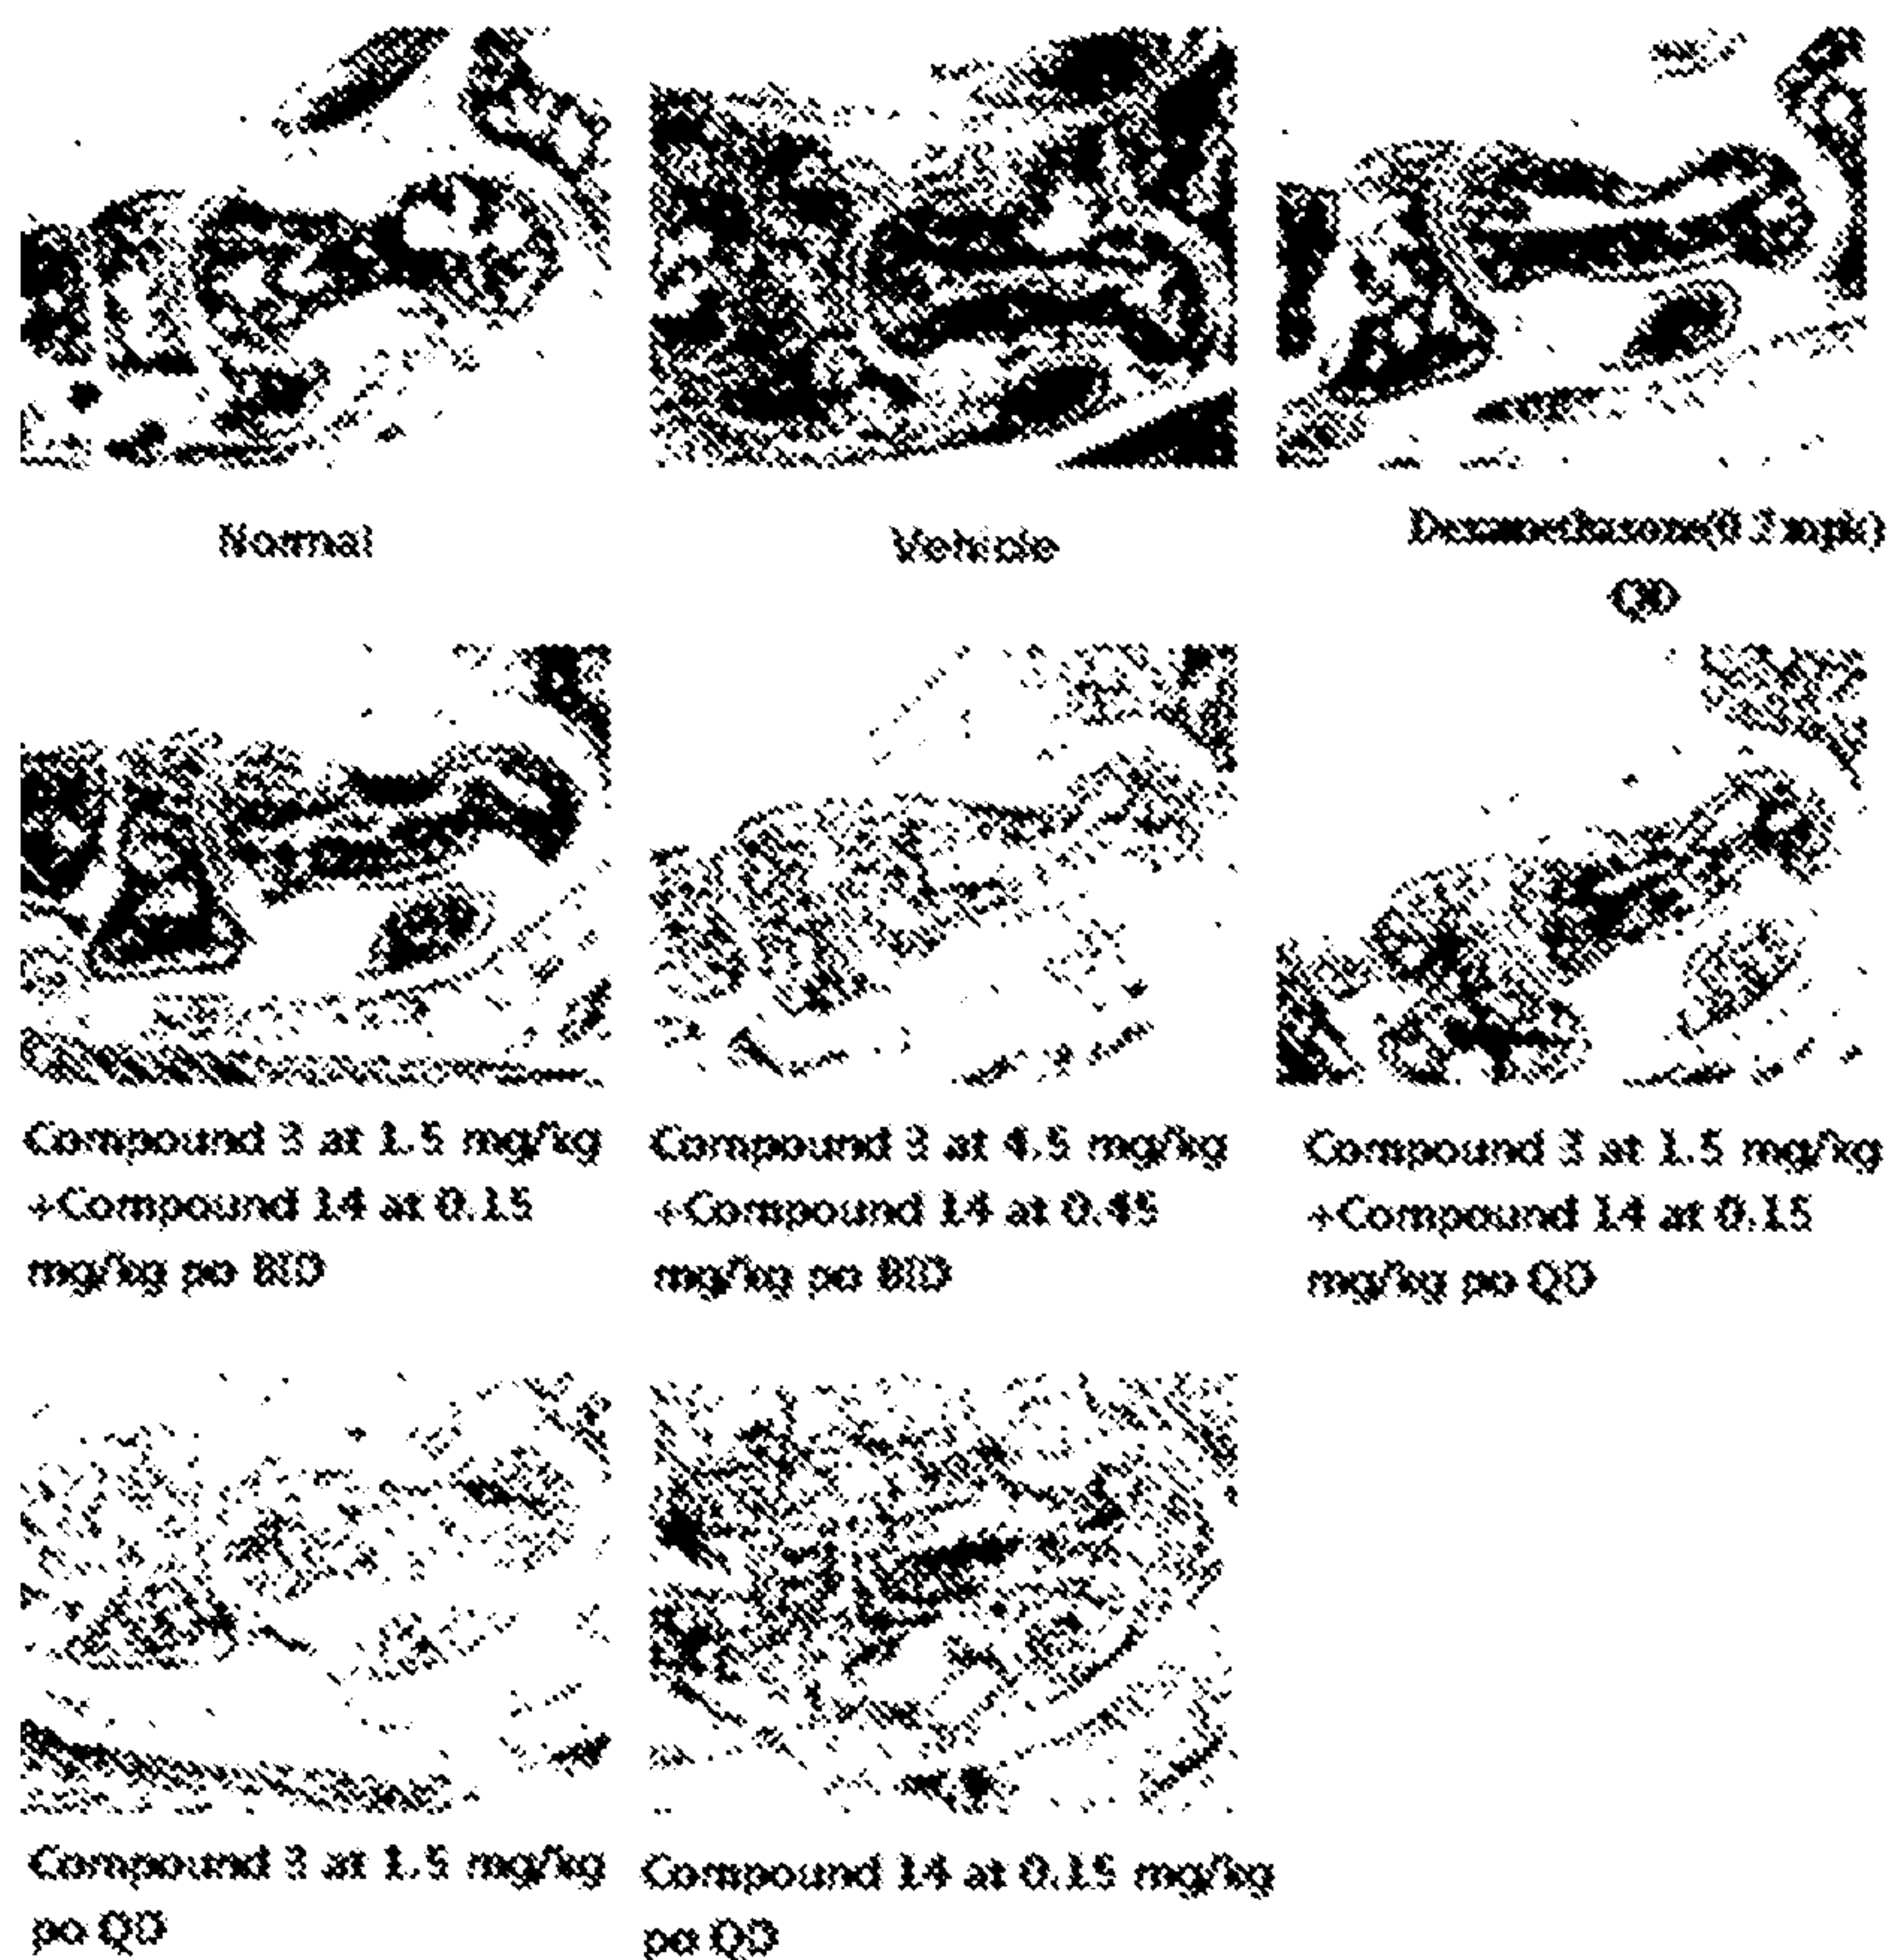 Normal
Vehicle
Dexamethasone(0
Compound 3 at 1.5 mg/kg
+Compound 14 at 0.15
mg/kg po BID
Compound 3 at 4.5 mg/kg
+Compound 14 at 0.45
mg/kg po BID
Compound 3 at 1.5 mg/kg
+Compound 14 at 0.15
mg/kg po QD
Compound 3 at 1.5 mg/kg
po QD
Compound 14 at 0.15 mg/kg
po QD